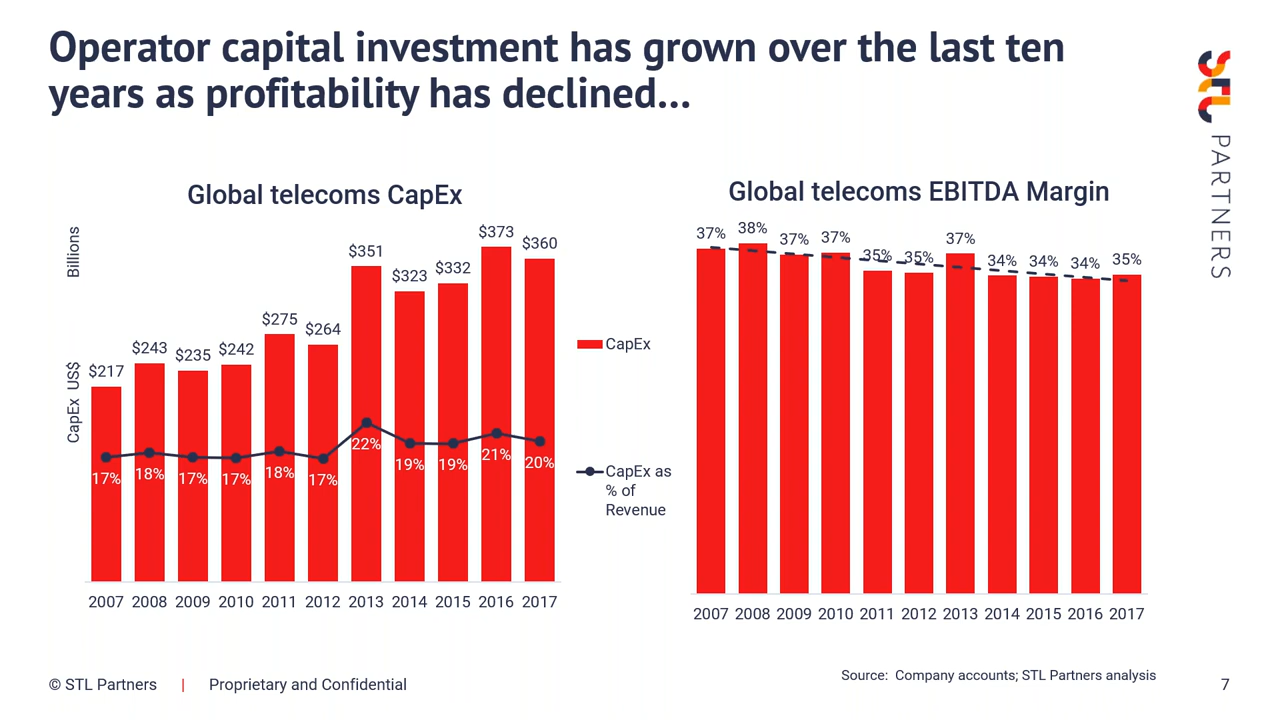 Operator capital investment has grown over the last ten
years as profitability has declined...
STL PARTNERS
Global telecoms CapEx
CapEx US$ Billions
$217
$243
$235
$242
$275
$264
$351
$323
$332
$373
$360
17%
18%
17%
17%
18%
17%
22%
19%
19%
21%
20%
2007 2008 2009 2010 2011 2012 2013 2014 2015 2016 2017
CapEx
CapEx as
% of
Revenue
Global telecoms EBITDA Margin
37%
38%
37%
37%
35%
35%
37%
34%
34%
34%
35%
2007 2008 2009 2010 2011 2012 2013 2014 2015 2016 2017
Source: Company accounts; STL Partners analysis
© STL Partners | Proprietary and Confidential
7